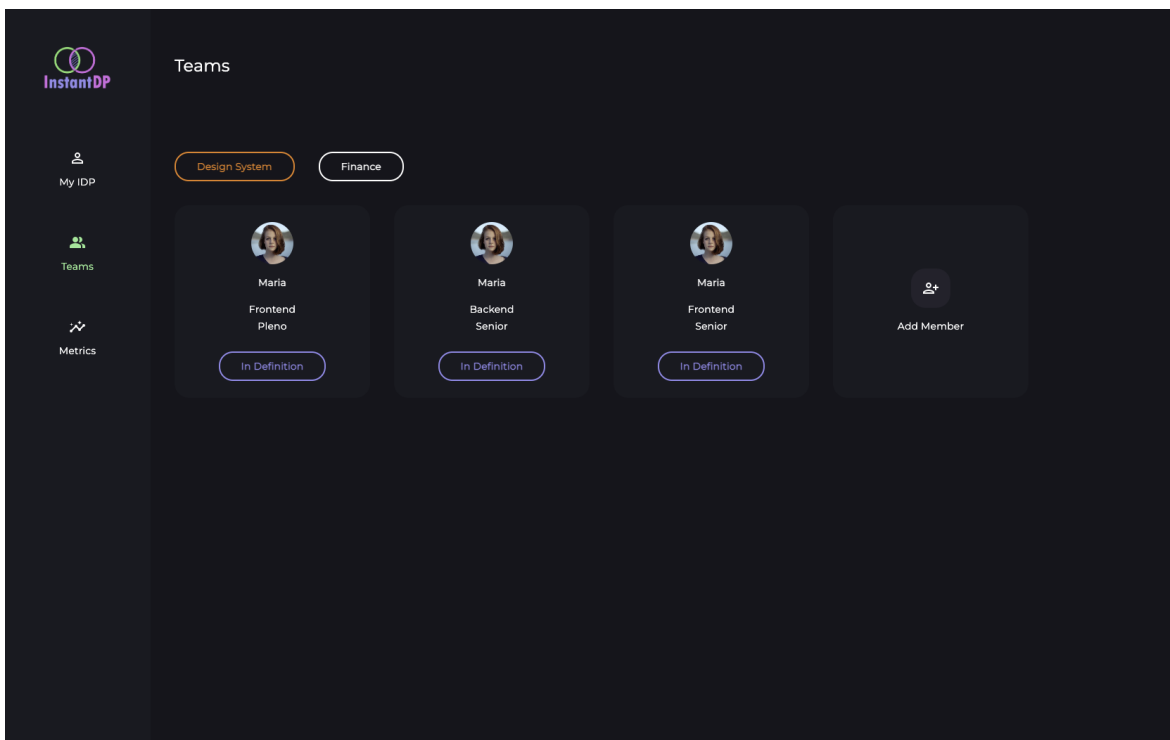 InstantDP
My IDP
Teams
Metrics
Teams
Design System
Finance
Maria
Frontend
Pleno
In Definition
Maria
Backend
Senior
In Definition
Maria
Frontend
Senior
In Definition
Add Member